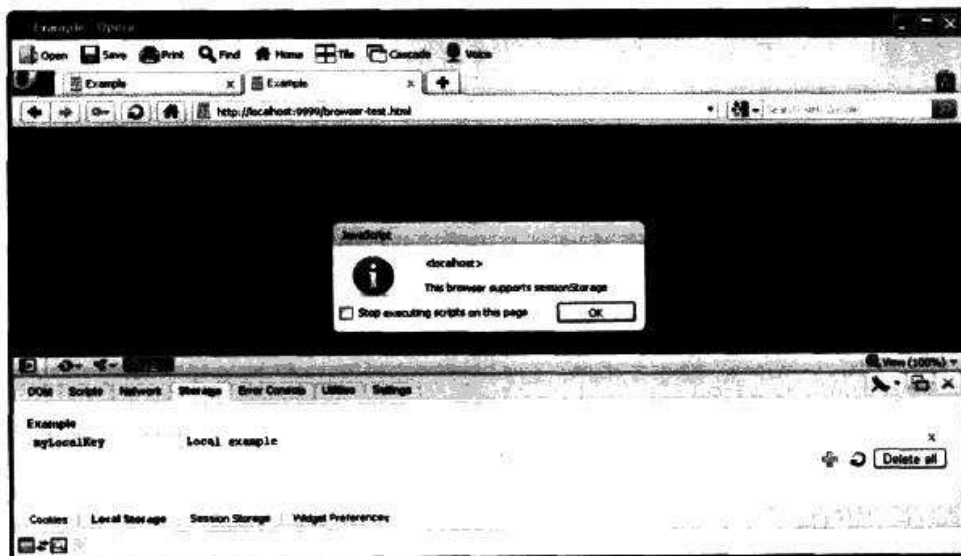 Example - Opera
Open Save Print Find Home Tile Cascade Voice
Example x Example x
http://localhost:9999/browser-test.html
JavaScript
<localhost>
This browser supports sessionStorage
Stop executing scripts on this page OK
View (100%)
DOM Scripts Network Storage Error Console Utilities Settings
Example
myLocalKey Local example
Delete all
Cookies Local Storage Session Storage Widget Preferences